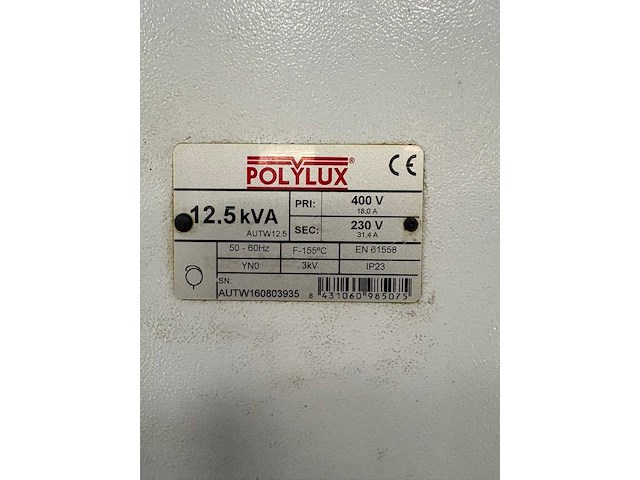 POLYLUX®
CE
12.5 kVA
AUTW12.5
PRI: 400 V
18,0 A
SEC: 230 V
31,4 A
50 - 60Hz F-155ºC EN 61558
YN0 3kV IP23
SN:
AUTW160803935
8 431060 985075